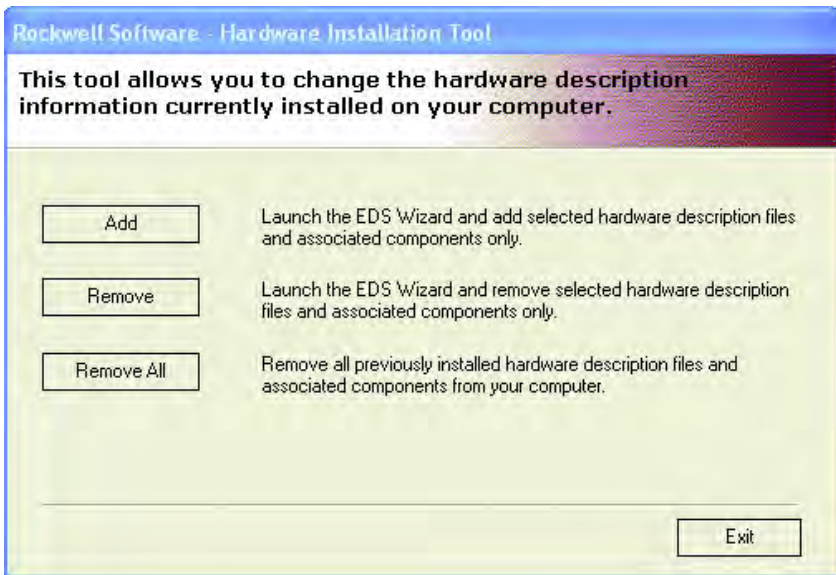 Rockwell Software - Hardware Installation Tool
This tool allows you to change the hardware description
information currently installed on your computer.
Add
Launch the EDS Wizard and add selected hardware description files
and associated components only.
Remove
Launch the EDS Wizard and remove selected hardware description
files and associated components only.
Remove All
Remove all previously installed hardware description files and
associated components from your computer.
Exit